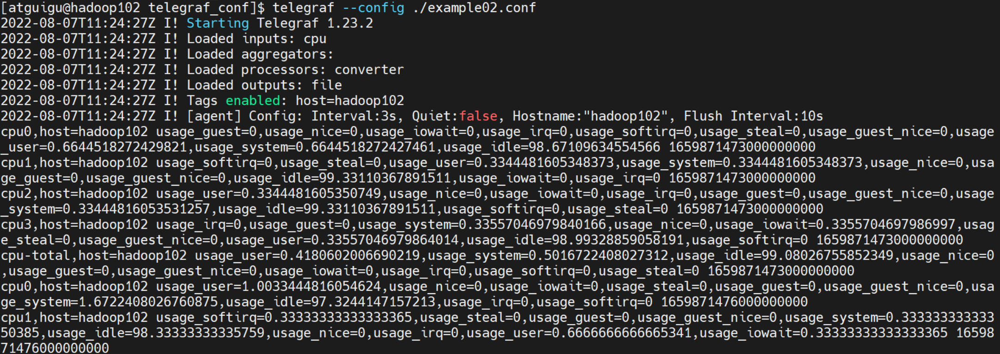 [atguigu@hadoop102 telegraf_conf]$ telegraf --config ./example02.conf
2022-08-07T11:24:27Z I! Starting Telegraf 1.23.2
2022-08-07T11:24:27Z I! Loaded inputs: cpu
2022-08-07T11:24:27Z I! Loaded aggregators:
2022-08-07T11:24:27Z I! Loaded processors: converter
2022-08-07T11:24:27Z I! Loaded outputs: file
2022-08-07T11:24:27Z I! Tags enabled: host=hadoop102
2022-08-07T11:24:27Z I! [agent] Config: Interval:3s, Quiet:false, Hostname:"hadoop102", Flush Interval:10s
cpu0,host=hadoop102 usage_guest=0,usage_nice=0,usage_iowait=0,usage_irq=0,usage_softirq=0,usage_steal=0,usage_guest_nice=0,usage
_user=0.6644518272429821,usage_system=0.6644518272427461,usage_idle=98.67109634554566 1659871473000000000
cpu1,host=hadoop102 usage_softirq=0,usage_steal=0,usage_user=0.3344481605348373,usage_system=0.3344481605348373,usage_nice=0,usa
ge_guest=0,usage_guest_nice=0,usage_idle=99.33110367891511,usage_iowait=0,usage_irq=0 1659871473000000000
cpu2,host=hadoop102 usage_user=0.3344481605350749,usage_nice=0,usage_iowait=0,usage_irq=0,usage_guest=0,usage_guest_nice=0,usage
_system=0.33444816053531257,usage_idle=99.33110367891511,usage_softirq=0,usage_steal=0 1659871473000000000
cpu3,host=hadoop102 usage_irq=0,usage_guest=0,usage_system=0.33557046979840166,usage_nice=0,usage_iowait=0.3355704697986997,usag
e_steal=0,usage_guest_nice=0,usage_user=0.33557046979864014,usage_idle=98.99328859058191,usage_softirq=0 1659871473000000000
cpu-total,host=hadoop102 usage_user=0.4180602006690219,usage_system=0.5016722408027312,usage_idle=99.08026755852349,usage_nice=0
,usage_guest=0,usage_guest_nice=0,usage_iowait=0,usage_irq=0,usage_softirq=0,usage_steal=0 1659871473000000000
cpu0,host=hadoop102 usage_user=1.0033444816054624,usage_nice=0,usage_iowait=0,usage_steal=0,usage_guest=0,usage_guest_nice=0,usa
ge_system=1.6722408026760875,usage_idle=97.3244147157213,usage_irq=0,usage_softirq=0 1659871476000000000
cpu1,host=hadoop102 usage_softirq=0.33333333333333365,usage_steal=0,usage_guest=0,usage_guest_nice=0,usage_system=0.333333333333
50385,usage_idle=98.33333333335759,usage_nice=0,usage_irq=0,usage_user=0.6666666666665341,usage_iowait=0.33333333333333365 16598
71476000000000